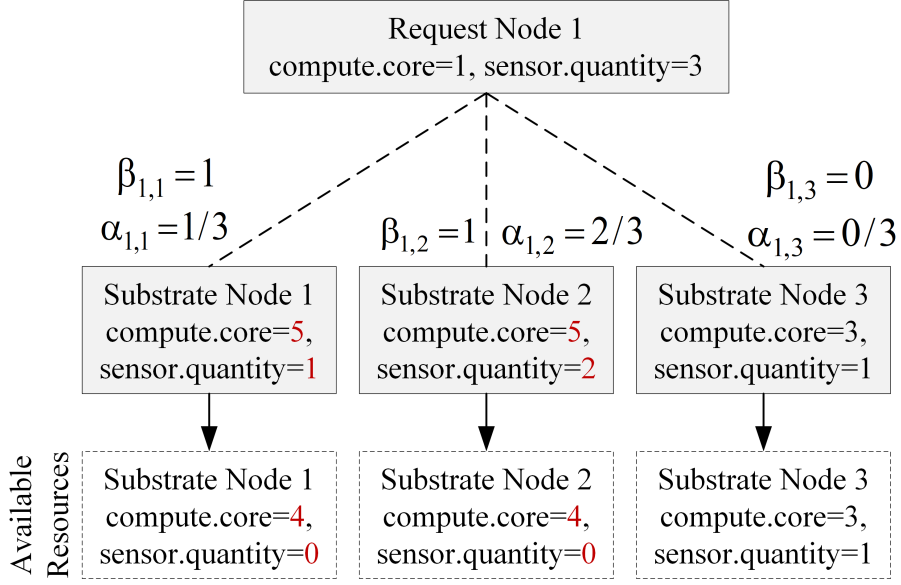 Request Node 1
compute.core=1, sensor.quantity=3
β1,1 = 1
α1,1 = 1/3
β1,2 = 1
α1,2 = 2/3
β1,3 = 0
α1,3 = 0/3
Substrate Node 1
compute.core=5,
sensor.quantity=1
Substrate Node 2
compute.core=5,
sensor.quantity=2
Substrate Node 3
compute.core=3,
sensor.quantity=1
Available
Resources
Substrate Node 1
compute.core=4,
sensor.quantity=0
Substrate Node 2
compute.core=4,
sensor.quantity=0
Substrate Node 3
compute.core=3,
sensor.quantity=1